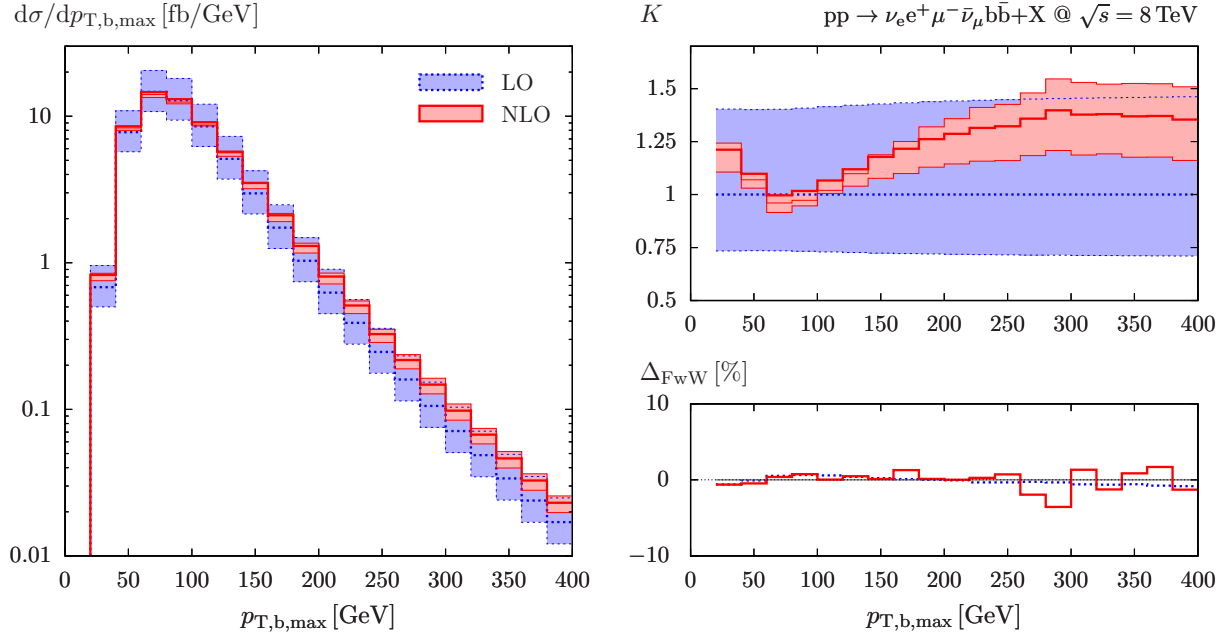 dσ/dp_T,b,max [fb/GeV]
10
1
0.1
0.01
LO
NLO
0 50 100 150 200 250 300 350 400
p_T,b,max [GeV]
K pp → ν_e e⁺ μ⁻ ν̄_μ bb̄+X @ √s = 8 TeV
1.5
1.25
1
0.75
0.5
0 50 100 150 200 250 300 350 400
Δ_FwW [%]
10
0
−10
0 50 100 150 200 250 300 350 400
p_T,b,max [GeV]